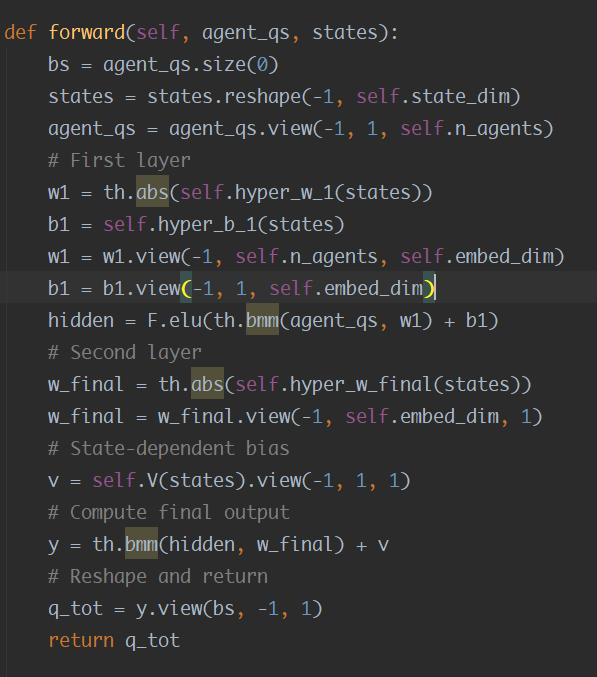 def forward(self, agent_qs, states):
    bs = agent_qs.size(0)
    states = states.reshape(-1, self.state_dim)
    agent_qs = agent_qs.view(-1, 1, self.n_agents)
    # First layer
    w1 = th.abs(self.hyper_w_1(states))
    b1 = self.hyper_b_1(states)
    w1 = w1.view(-1, self.n_agents, self.embed_dim)
    b1 = b1.view(-1, 1, self.embed_dim)
    hidden = F.elu(th.bmm(agent_qs, w1) + b1)
    # Second layer
    w_final = th.abs(self.hyper_w_final(states))
    w_final = w_final.view(-1, self.embed_dim, 1)
    # State-dependent bias
    v = self.V(states).view(-1, 1, 1)
    # Compute final output
    y = th.bmm(hidden, w_final) + v
    # Reshape and return
    q_tot = y.view(bs, -1, 1)
    return q_tot